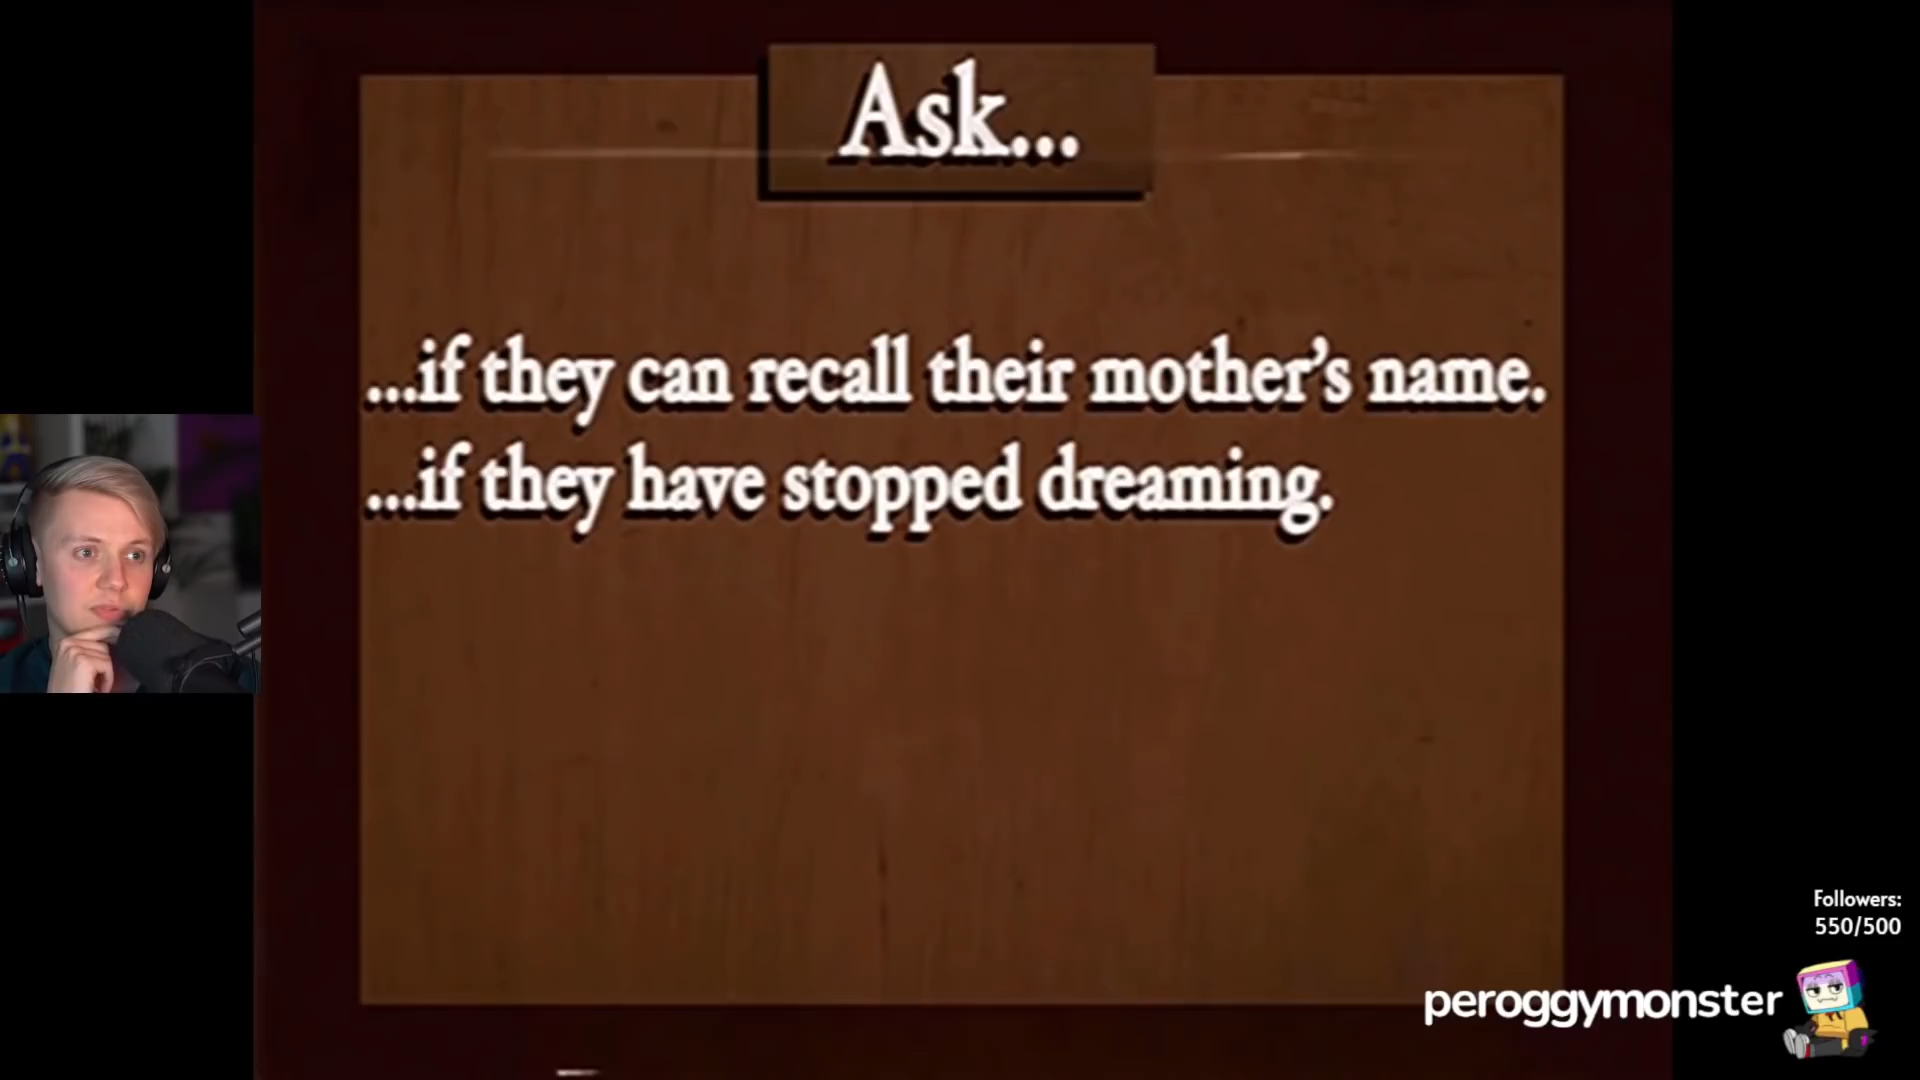 Ask...
...if they can recall their mother's name.
...if they have stopped dreaming.
Followers:
550/500
peroggymonster